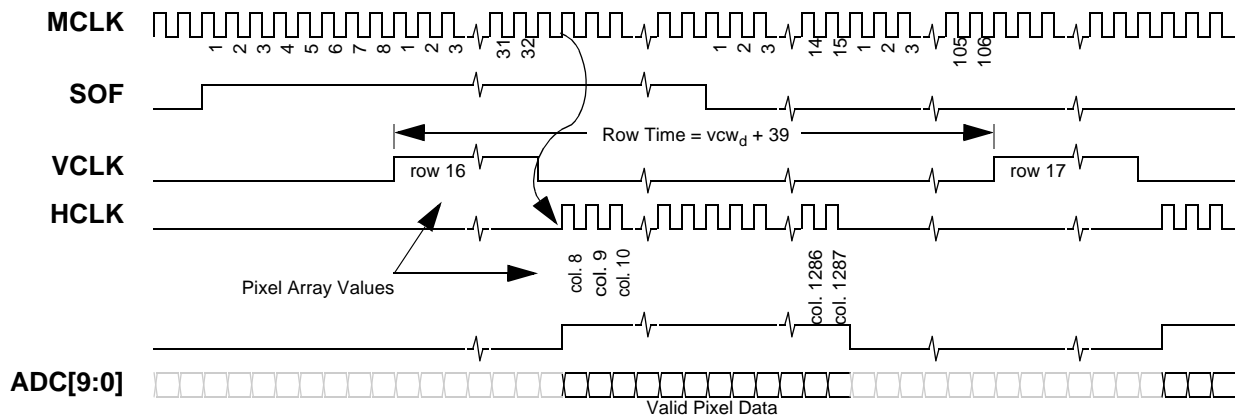 MCLK
1 2 3 4 5 6 7 8 1 2 3 31 32 1 2 3 14 15 1 2 3 105 106
SOF
Row Time = vcw_d + 39
VCLK
row 16 row 17
HCLK
col. 8 col. 9 col. 10 col. 1286 col. 1287
Pixel Array Values
ADC[9:0]
Valid Pixel Data